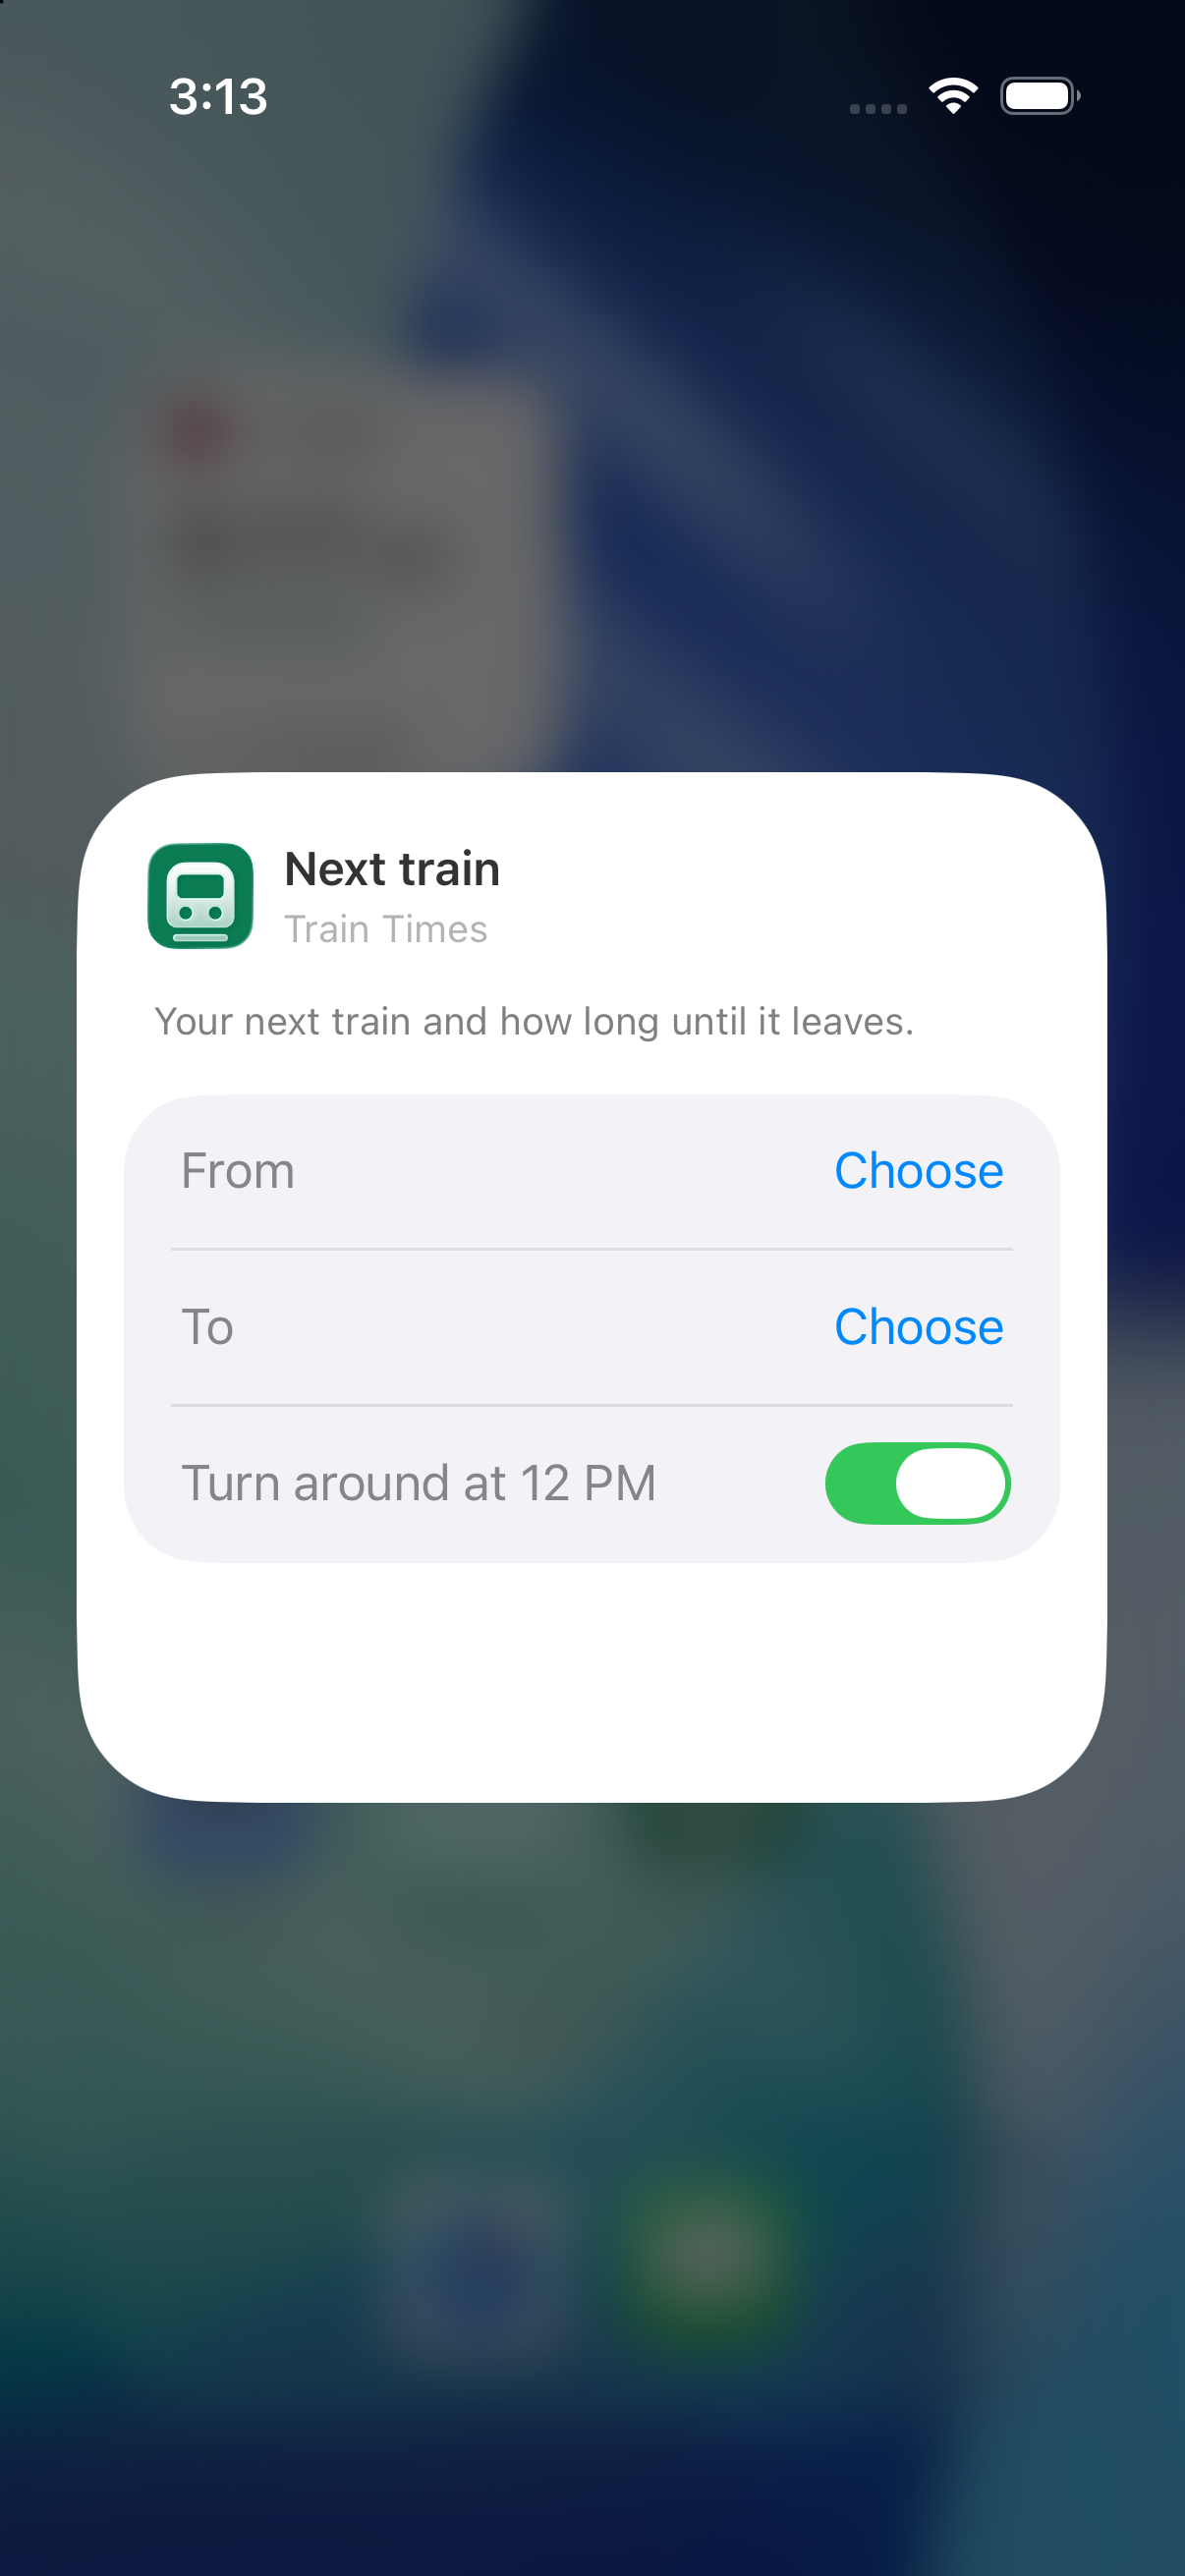 3:13
Next train
Train Times
Your next train and how long until it leaves.
From
Choose
To
Choose
Turn around at 12 PM